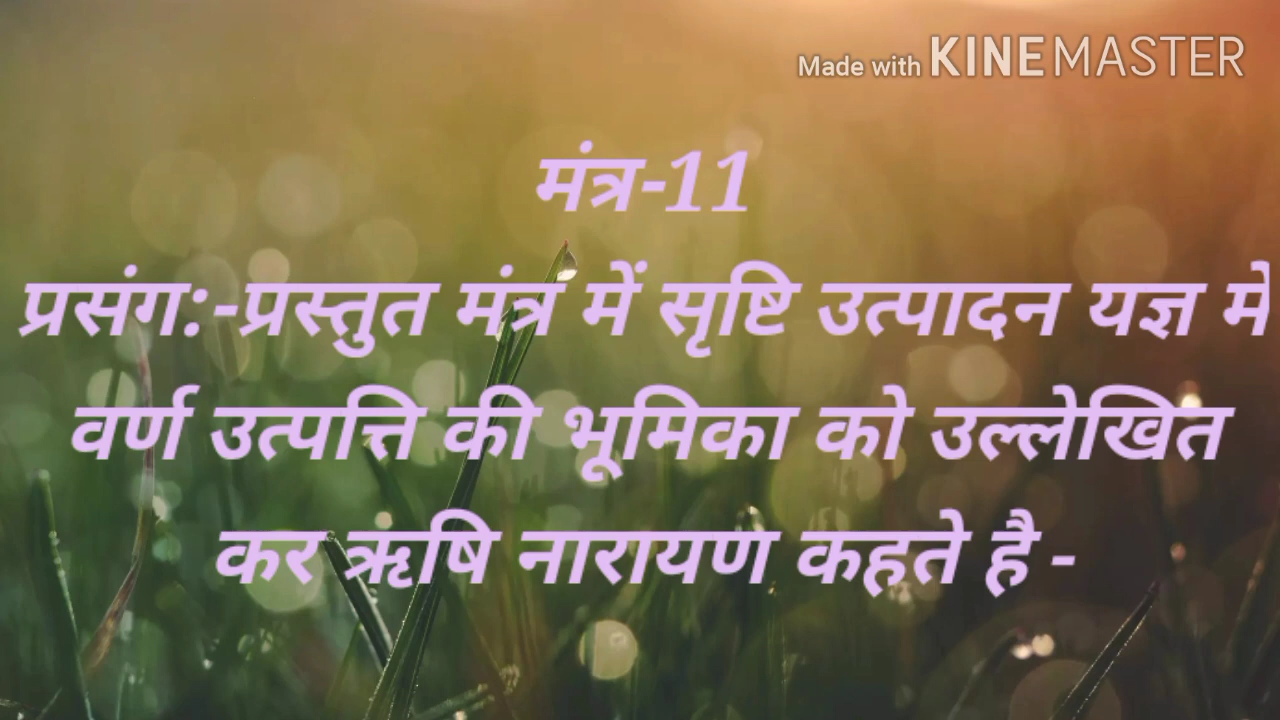 Made with KINEMASTER
मंत्र-11
प्रसंग:-प्रस्तुत मंत्र में सृष्टि उत्पादन यज्ञ मे
वर्ण उत्पत्ति की भूमिका को उल्लेखित
कर ऋषि नारायण कहते है -